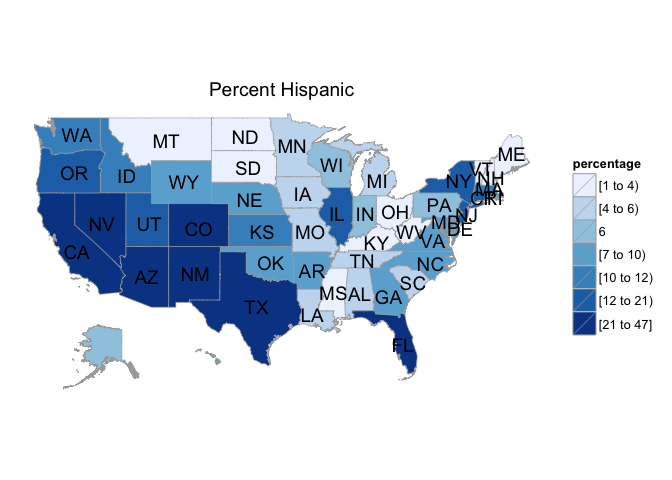 Percent Hispanic
WA
MT
ND
MN
ME
VT
NH
OR
ID
SD
WI
MI
NY
MA
CT
RI
WY
NE
IA
PA
NJ
NV
UT
CO
KS
IL
IN
OH
MD
DE
CA
MO
KY
WV
VA
AZ
NM
OK
AR
TN
NC
TX
LA
MS
AL
GA
SC
FL
percentage
[1 to 4)
[4 to 6)
6
[7 to 10)
[10 to 12)
[12 to 21)
[21 to 47]